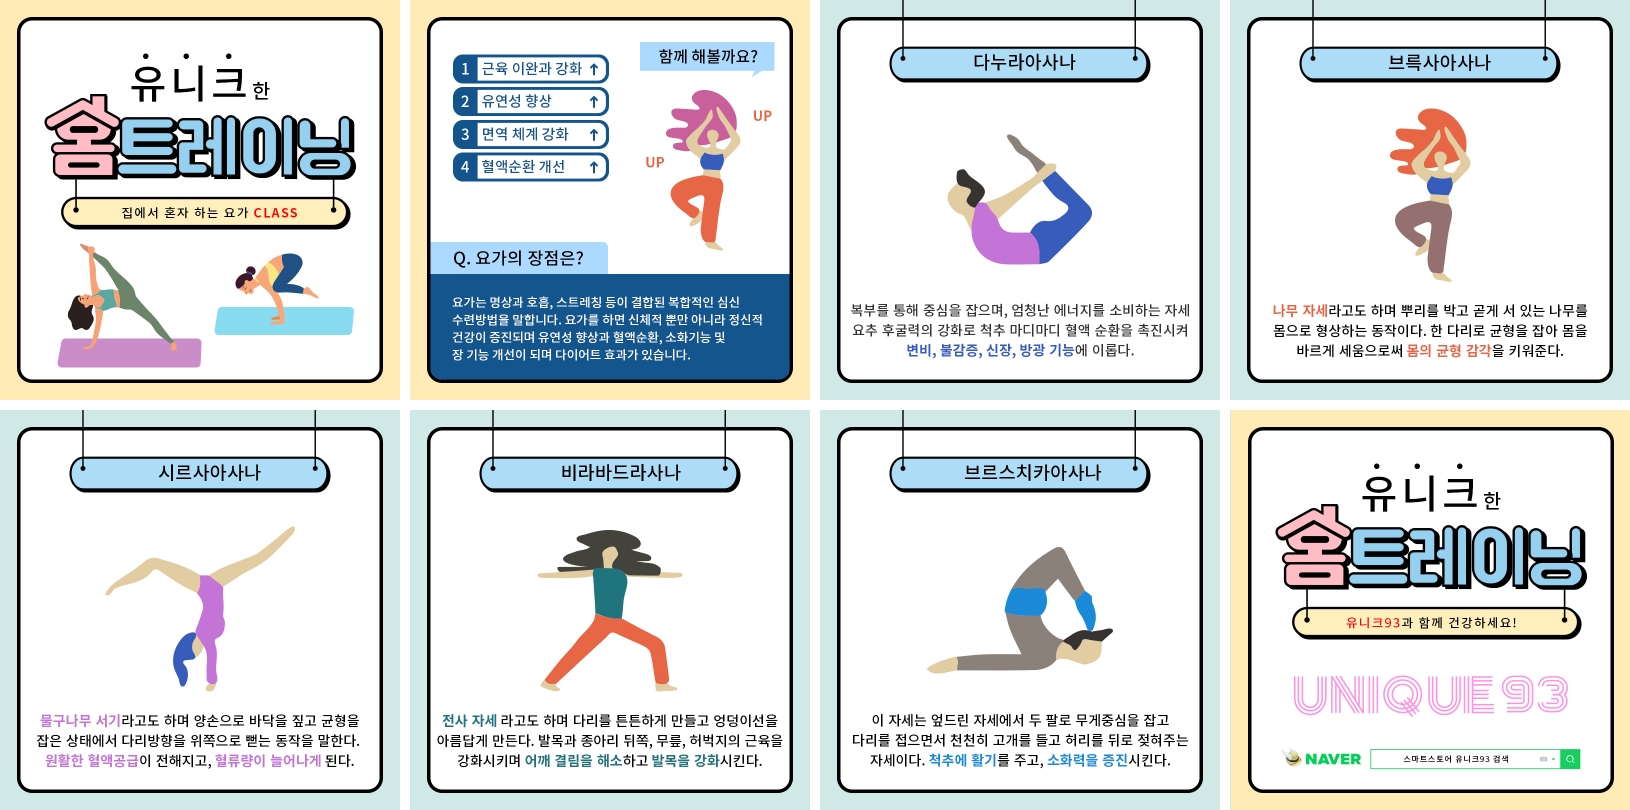 유니크한
홈트레이닝
집에서 혼자 하는 요가 CLASS
1 근육 이완과 강화 ↑
2 유연성 향상 ↑
3 면역 체계 강화 ↑
4 혈액순환 개선 ↑
함께 해볼까요?
UP
UP
Q. 요가의 장점은?
요가는 명상과 호흡, 스트레칭 등이 결합된 복합적인 심신
수련방법을 말합니다. 요가를 하면 신체적 뿐만 아니라 정신적
건강이 증진되며 유연성 향상과 혈액순환, 소화기능 및
장 기능 개선이 되며 다이어트 효과가 있습니다.
다누라아사나
복부를 통해 중심을 잡으며, 엄청난 에너지를 소비하는 자세
요추 후굴력의 강화로 척추 마디마디 혈액 순환을 촉진시켜
변비, 불감증, 신장, 방광 기능에 이롭다.
브륵사아사나
나무 자세라고도 하며 뿌리를 박고 곧게 서 있는 나무를
몸으로 형상하는 동작이다. 한 다리로 균형을 잡아 몸을
바르게 세움으로써 몸의 균형 감각을 키워준다.
시르사아사나
물구나무 서기라고도 하며 양손으로 바닥을 짚고 균형을
잡은 상태에서 다리방향을 위쪽으로 뻗는 동작을 말한다.
원활한 혈액공급이 전해지고, 혈류량이 늘어나게 된다.
비라바드라사나
전사 자세 라고도 하며 다리를 튼튼하게 만들고 엉덩이선을
아름답게 만든다. 발목과 종아리 뒤쪽, 무릎, 허벅지의 근육을
강화시키며 어깨 결림을 해소하고 발목을 강화시킨다.
브르스치카아사나
이 자세는 엎드린 자세에서 두 팔로 무게중심을 잡고
다리를 접으면서 천천히 고개를 들고 허리를 뒤로 젖혀주는
자세이다. 척추에 활기를 주고, 소화력을 증진시킨다.
유니크한
홈트레이닝
유니크93과 함께 건강하세요!
UNIQUE 93
NAVER
스마트스토어 유니크93 검색